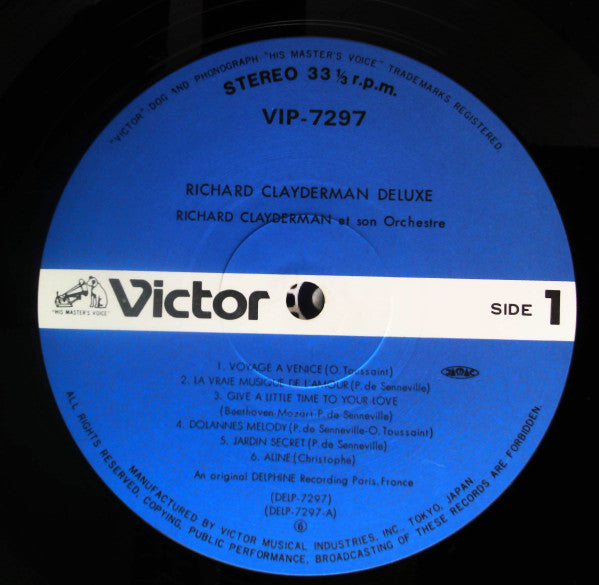 "VICTOR"-DOG AND PHONOGRAPH-"HIS MASTER'S VOICE" TRADEMARKS REGISTERED.
STEREO 33 ⅓ r.p.m.
VIP-7297
RICHARD CLAYDERMAN DELUXE
RICHARD CLAYDERMAN et son Orchestre
"HIS MASTER'S VOICE"
Victor
SIDE 1
1. VOYAGE A VENICE (O. Toussaint)
JASRAC
2. LA VRAIE MUSIQUE DE L'AMOUR (P. de Senneville)
3. GIVE A LITTLE TIME TO YOUR LOVE
(Beethoven-Mozart-P. de Senneville)
4. DOLANNES MELODY (P. de Senneville-O. Toussaint)
5. JARDIN SECRET (P. de Senneville)
6. ALINE (Christophe)
An original DELPHINE Recording Paris, France
(DELP-7297)
(DELP-7297-A)
6
MANUFACTURED BY VICTOR MUSICAL INDUSTRIES, INC., TOKYO, JAPAN.
ALL RIGHTS RESERVED. COPYING, PUBLIC PERFORMANCE, BROADCASTING OF THESE RECORDS ARE FORBIDDEN.